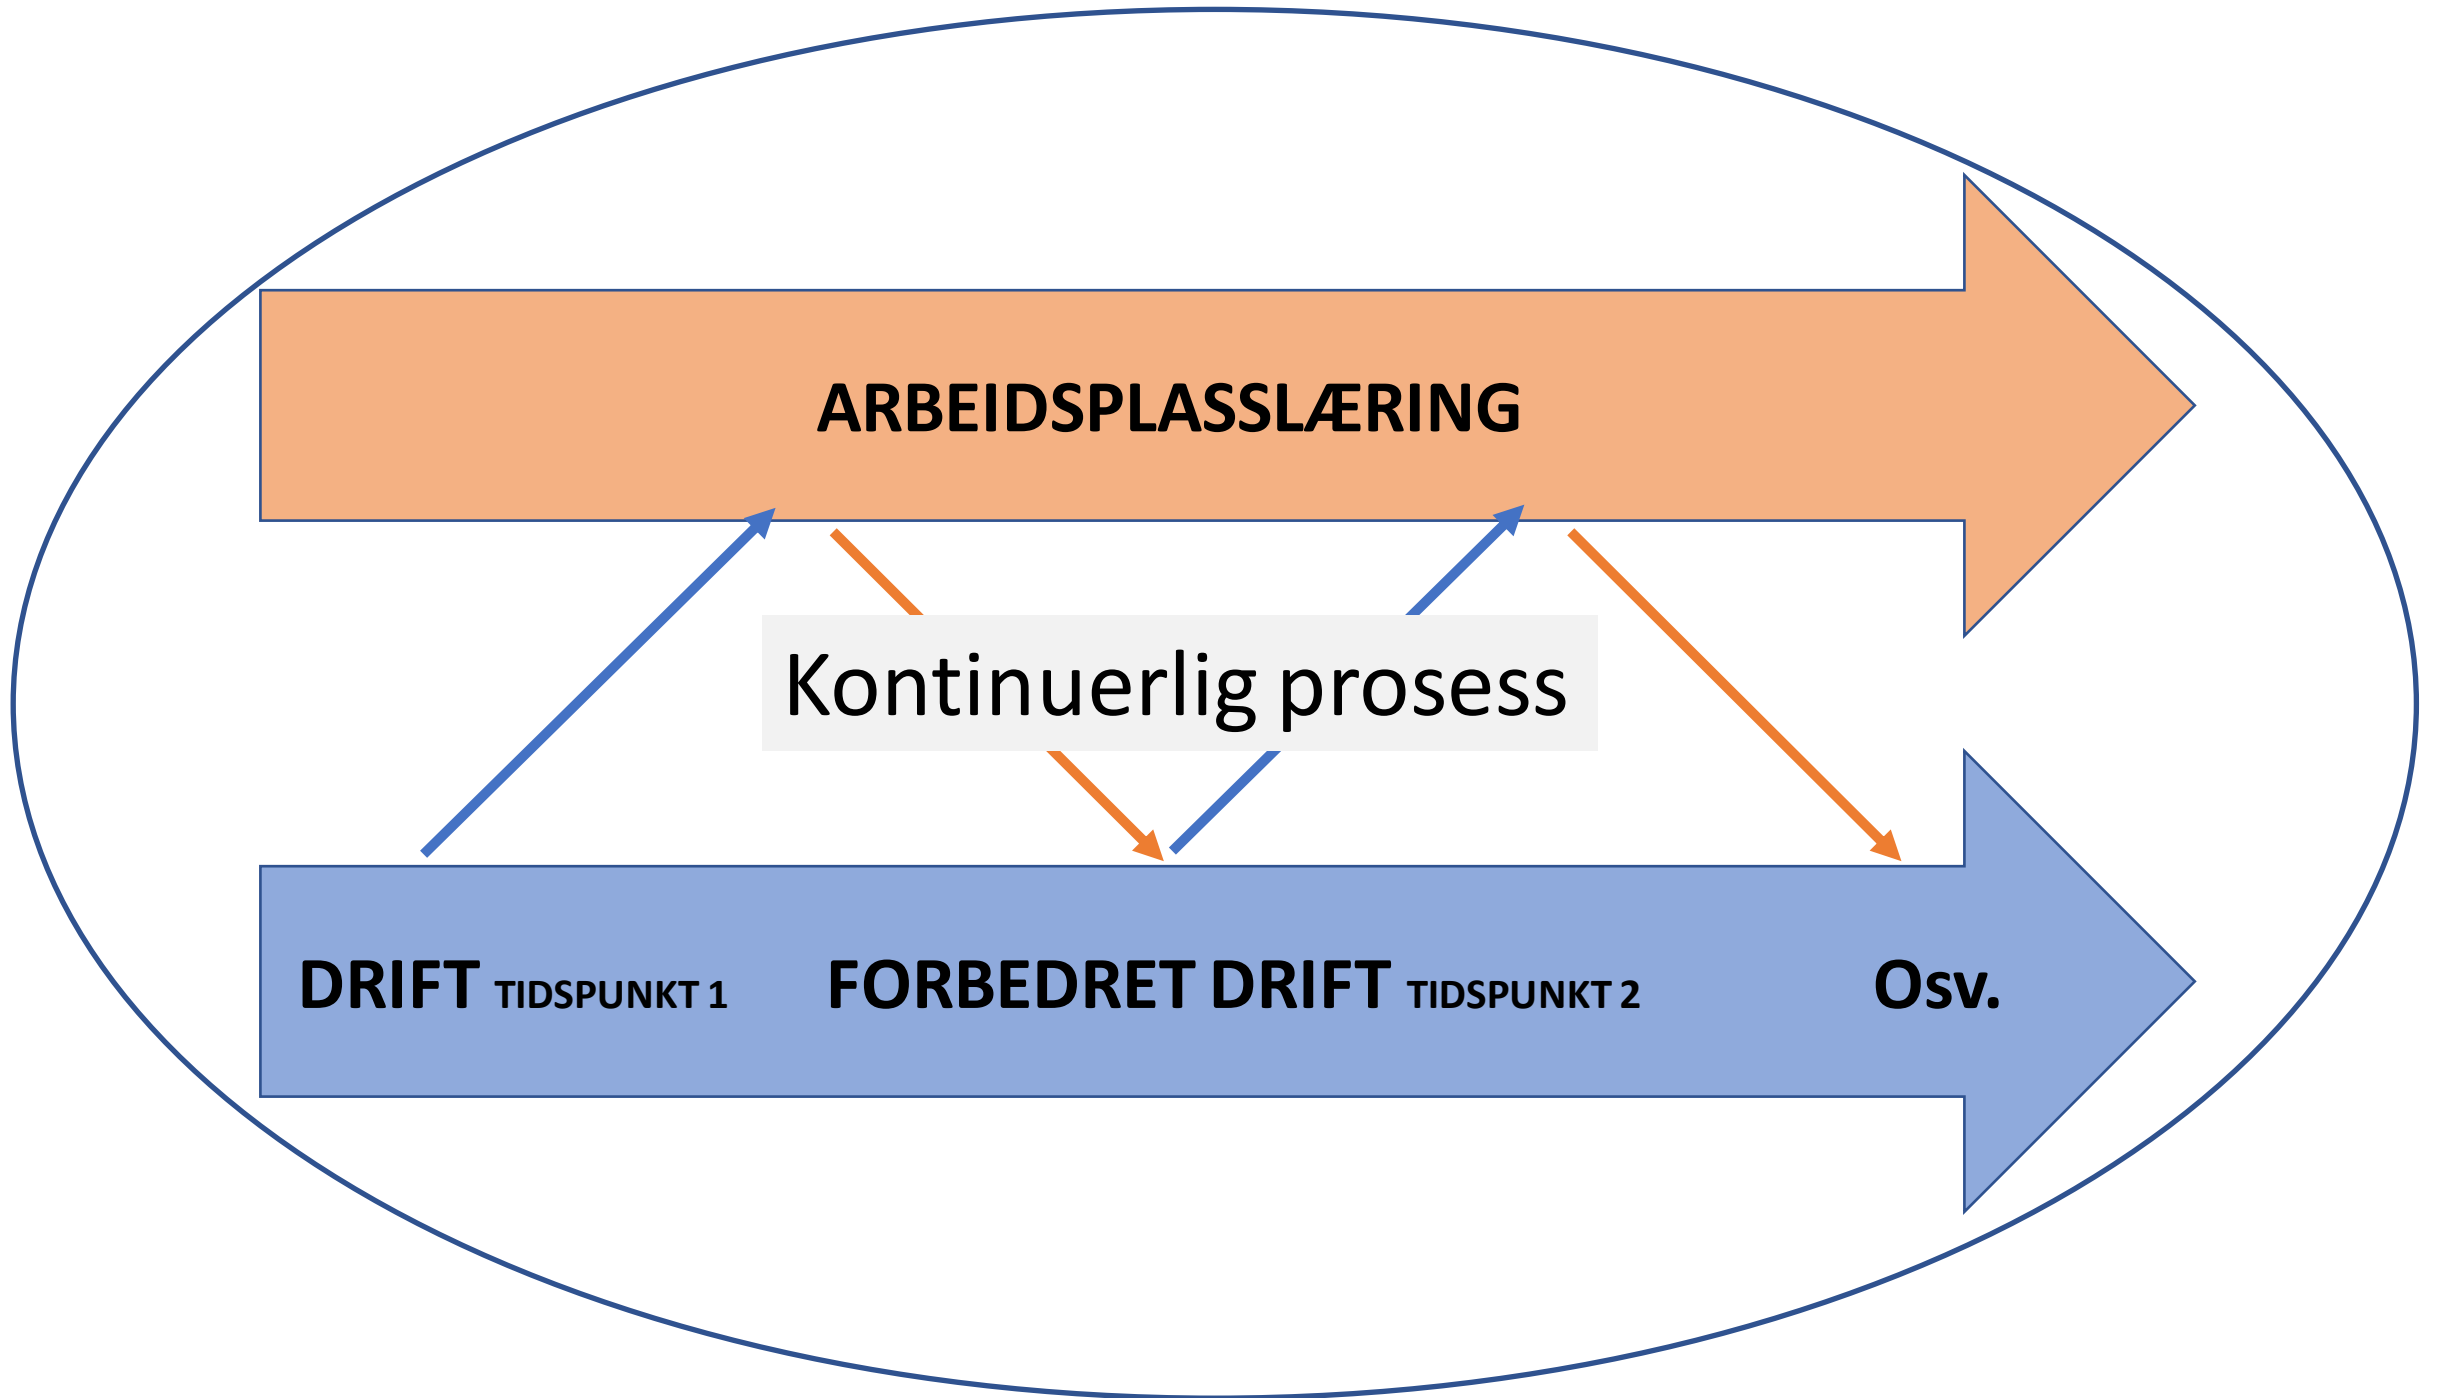 ARBEIDSPLASSLÆRING
Kontinuerlig prosess
DRIFT TIDSPUNKT 1 FORBEDRET DRIFT TIDSPUNKT 2 Osv.